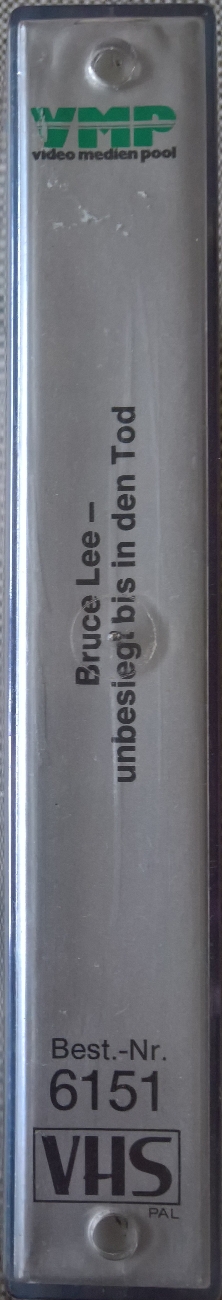 VMP
video medien pool
Bruce Lee –
unbesiegt bis in den Tod
Best.-Nr.
6151
VHS
PAL